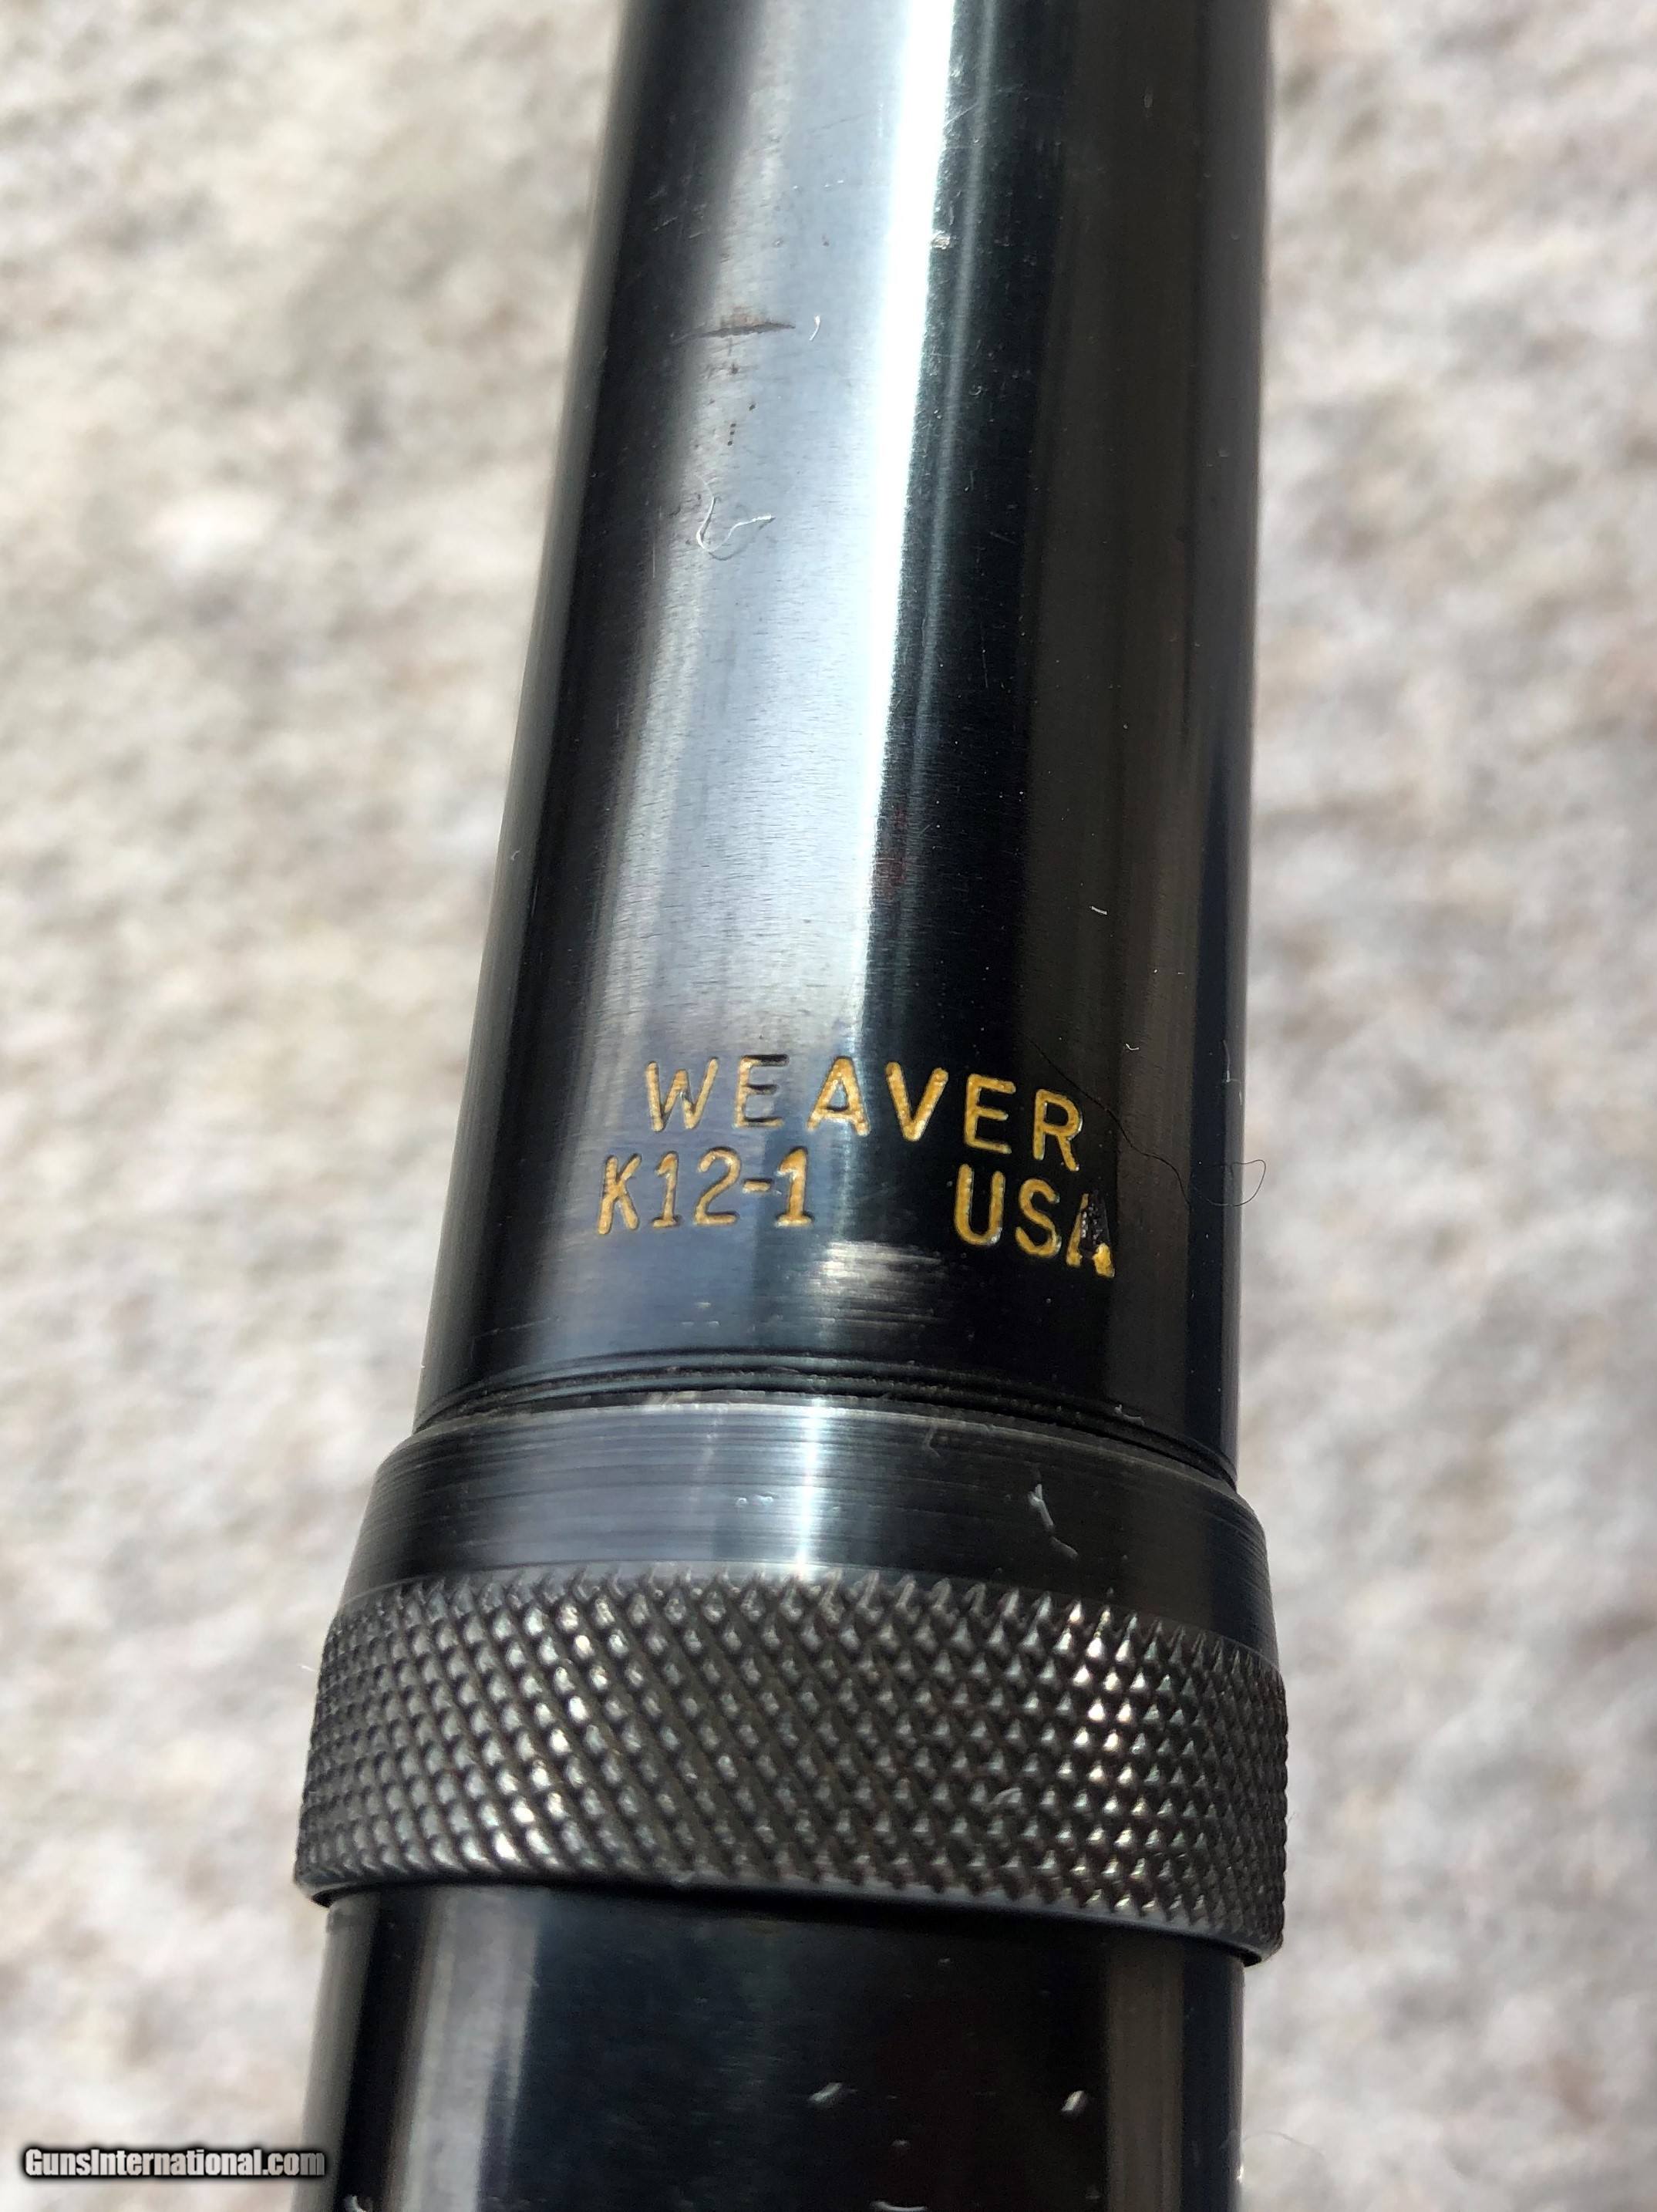 WEAVER
K12-1 USA
GunsInternational.com